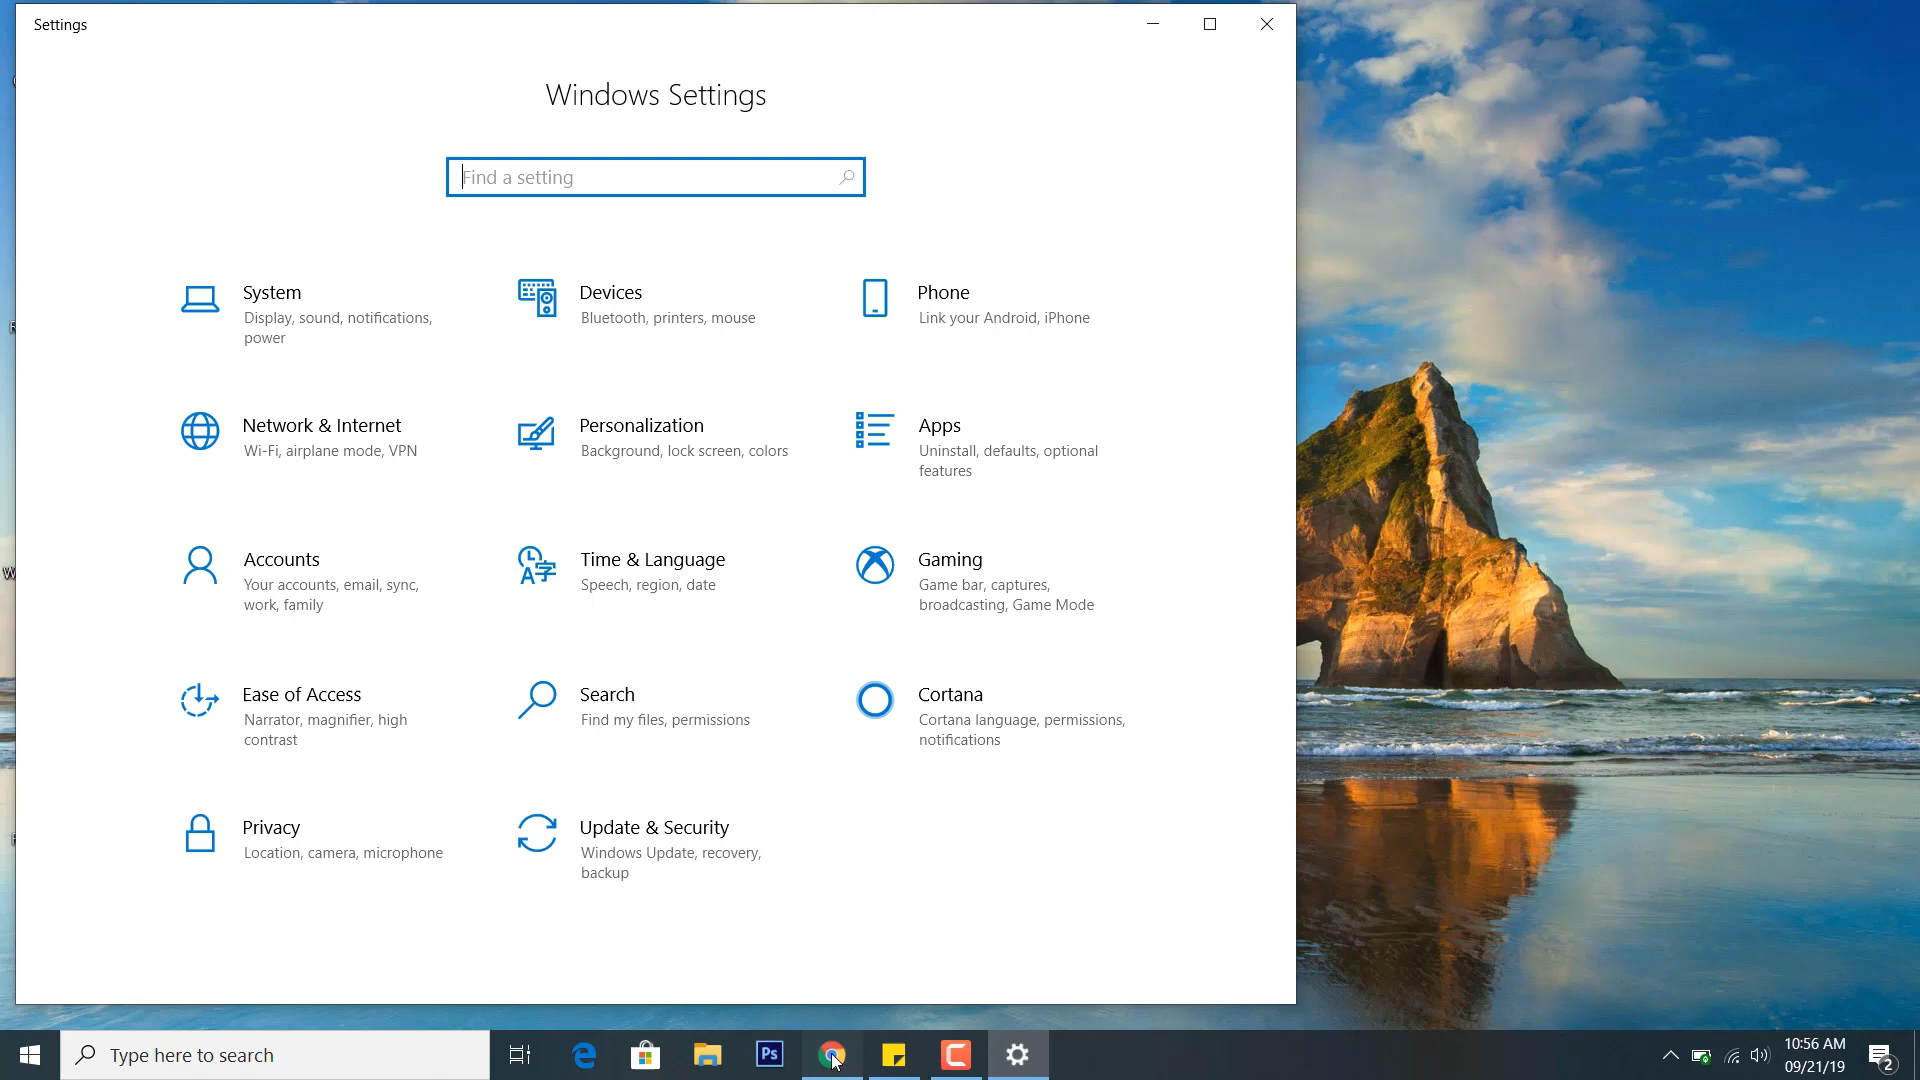 Settings
Windows Settings
Find a setting
System
Display, sound, notifications,
power
Devices
Bluetooth, printers, mouse
Phone
Link your Android, iPhone
Network & Internet
Wi-Fi, airplane mode, VPN
Personalization
Background, lock screen, colors
Apps
Uninstall, defaults, optional
features
Accounts
Your accounts, email, sync,
work, family
Time & Language
Speech, region, date
Gaming
Game bar, captures,
broadcasting, Game Mode
Ease of Access
Narrator, magnifier, high
contrast
Search
Find my files, permissions
Cortana
Cortana language, permissions,
notifications
Privacy
Location, camera, microphone
Update & Security
Windows Update, recovery,
backup
Type here to search
Ps
10:56 AM
09/21/19
2